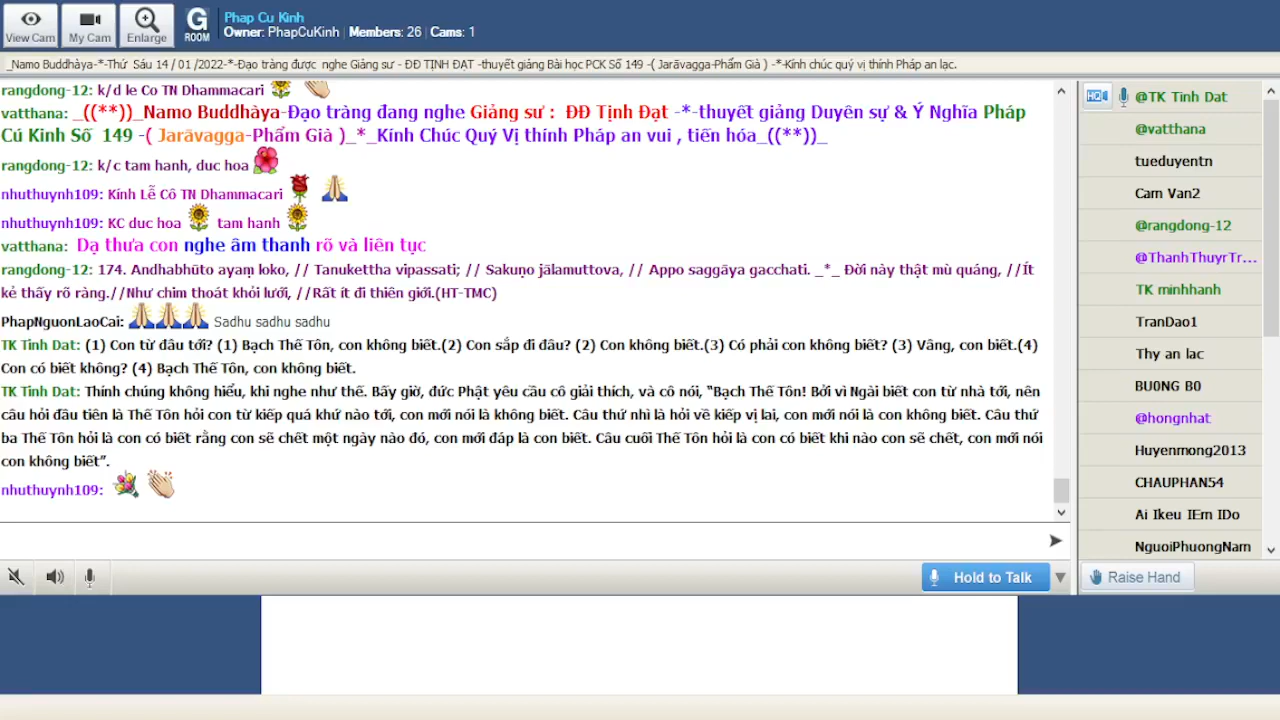 View Cam
My Cam
Enlarge
G
ROOM
Phap Cu Kinh
Owner: PhapCuKinh | Members: 26 | Cams: 1
_Namo Buddhàya-*-Thứ Sáu 14 / 01 /2022-*-Đạo tràng được nghe Giảng sư - ĐĐ TỊNH ĐẠT -thuyết giảng Bài học PCK Số 149 -( Jarāvagga-Phẩm Già ) -*-Kính chúc quý vị thính Pháp an lạc.
rangdong-12: k/d le Co TN Dhammacari
vatthana: _((**))_Namo Buddhàya-Đạo tràng đang nghe Giảng sư : ĐĐ Tịnh Đạt -*-thuyết giảng Duyên sự & Ý Nghĩa Pháp
Cú Kinh Số 149 -( Jarāvagga-Phẩm Già )_*_Kính Chúc Quý Vị thính Pháp an vui , tiến hóa_((**))_
rangdong-12: k/c tam hanh, duc hoa
nhuthuynh109: Kính Lễ Cô TN Dhammacari
nhuthuynh109: KC duc hoa tam hanh
vatthana: Dạ thưa con nghe âm thanh rõ và liên tục
rangdong-12: 174. Andhabhūto ayaṃ loko, // Tanukettha vipassati; // Sakuṇo jālamuttova, // Appo saggāya gacchati. _*_ Đời này thật mù quáng, //Ít
kẻ thấy rõ ràng.//Như chim thoát khỏi lưới, //Rất ít đi thiên giới.(HT-TMC)
PhapNguonLaoCai: Sadhu sadhu sadhu
TK Tinh Dat: (1) Con từ đâu tới? (1) Bạch Thế Tôn, con không biết.(2) Con sắp đi đâu? (2) Con không biết.(3) Có phải con không biết? (3) Vâng, con biết.(4)
Con có biết không? (4) Bạch Thế Tôn, con không biết.
TK Tinh Dat: Thính chúng không hiểu, khi nghe như thế. Bấy giờ, đức Phật yêu cầu cô giải thích, và cô nói, “Bạch Thế Tôn! Bởi vì Ngài biết con từ nhà tới, nên
câu hỏi đầu tiên là Thế Tôn hỏi con từ kiếp quá khứ nào tới, con mới nói là không biết. Câu thứ nhì là hỏi về kiếp vị lai, con mới nói là con không biết. Câu thứ
ba Thế Tôn hỏi là con có biết rằng con sẽ chết một ngày nào đó, con mới đáp là con biết. Câu cuối Thế Tôn hỏi là con có biết khi nào con sẽ chết, con mới nói
con không biết”.
nhuthuynh109:
@TK Tinh Dat
@vatthana
tueduyentn
Cam Van2
@rangdong-12
@ThanhThuyrTr...
TK minhhanh
TranDao1
Thy an lac
BU0NG B0
@hongnhat
Huyenmong2013
CHAUPHAN54
Ai Ikeu IEm IDo
NguoiPhuongNam
Hold to Talk
Raise Hand